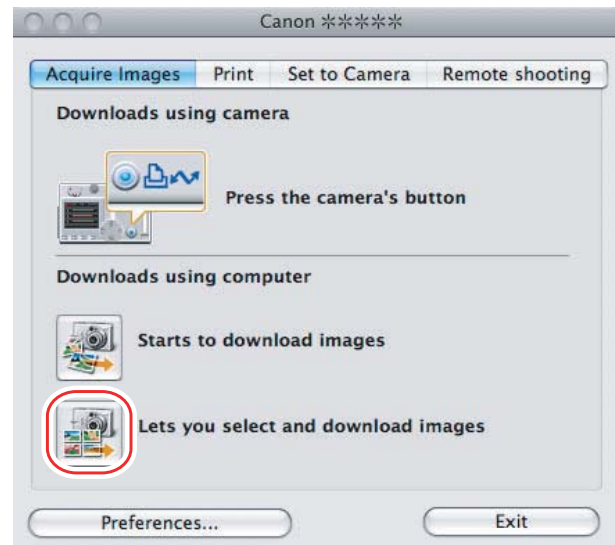 Canon *****
Acquire Images Print Set to Camera Remote shooting
Downloads using camera
Press the camera's button
Downloads using computer
Starts to download images
Lets you select and download images
Preferences... Exit